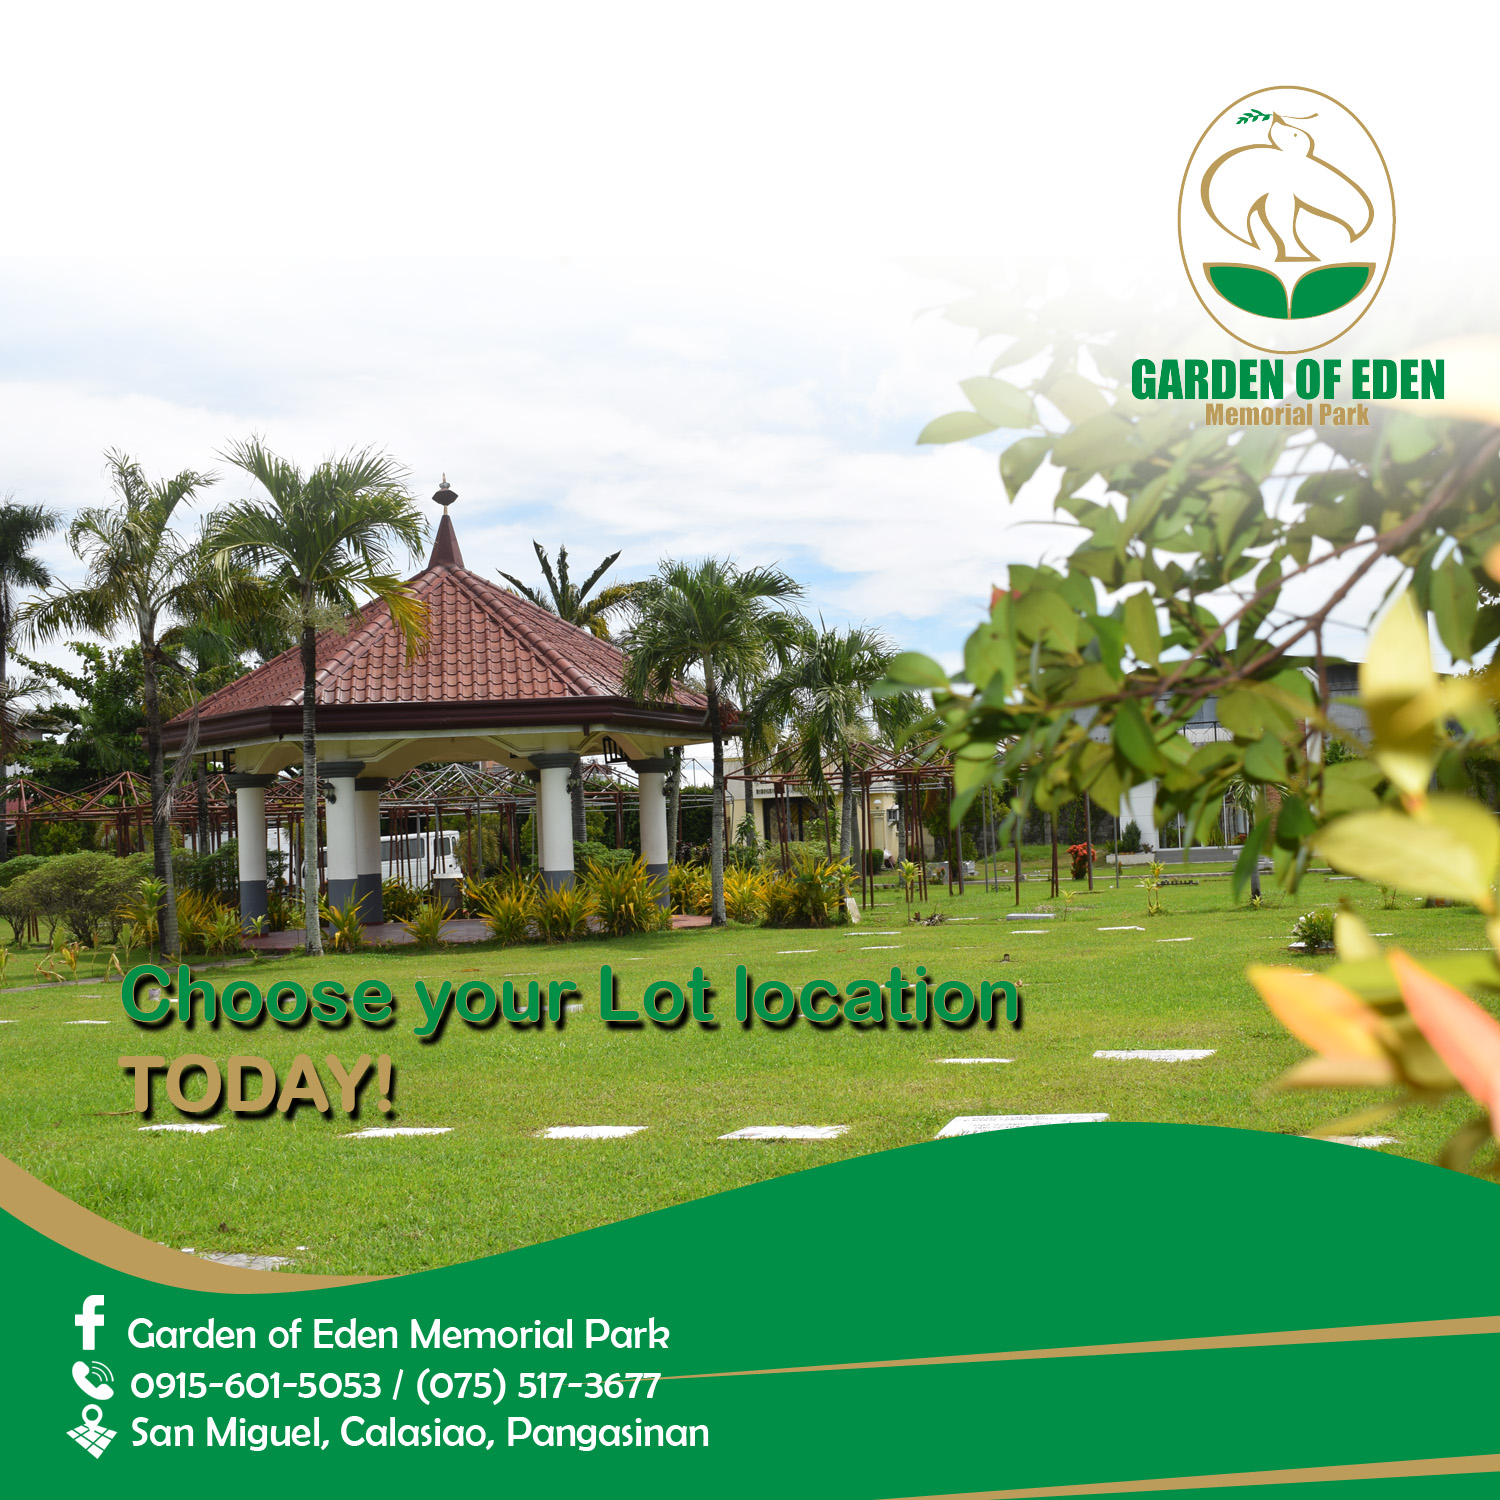 GARDEN OF EDEN
Memorial Park
Choose your Lot location
TODAY!
Garden of Eden Memorial Park
0915-601-5053 / (075) 517-3677
San Miguel, Calasiao, Pangasinan